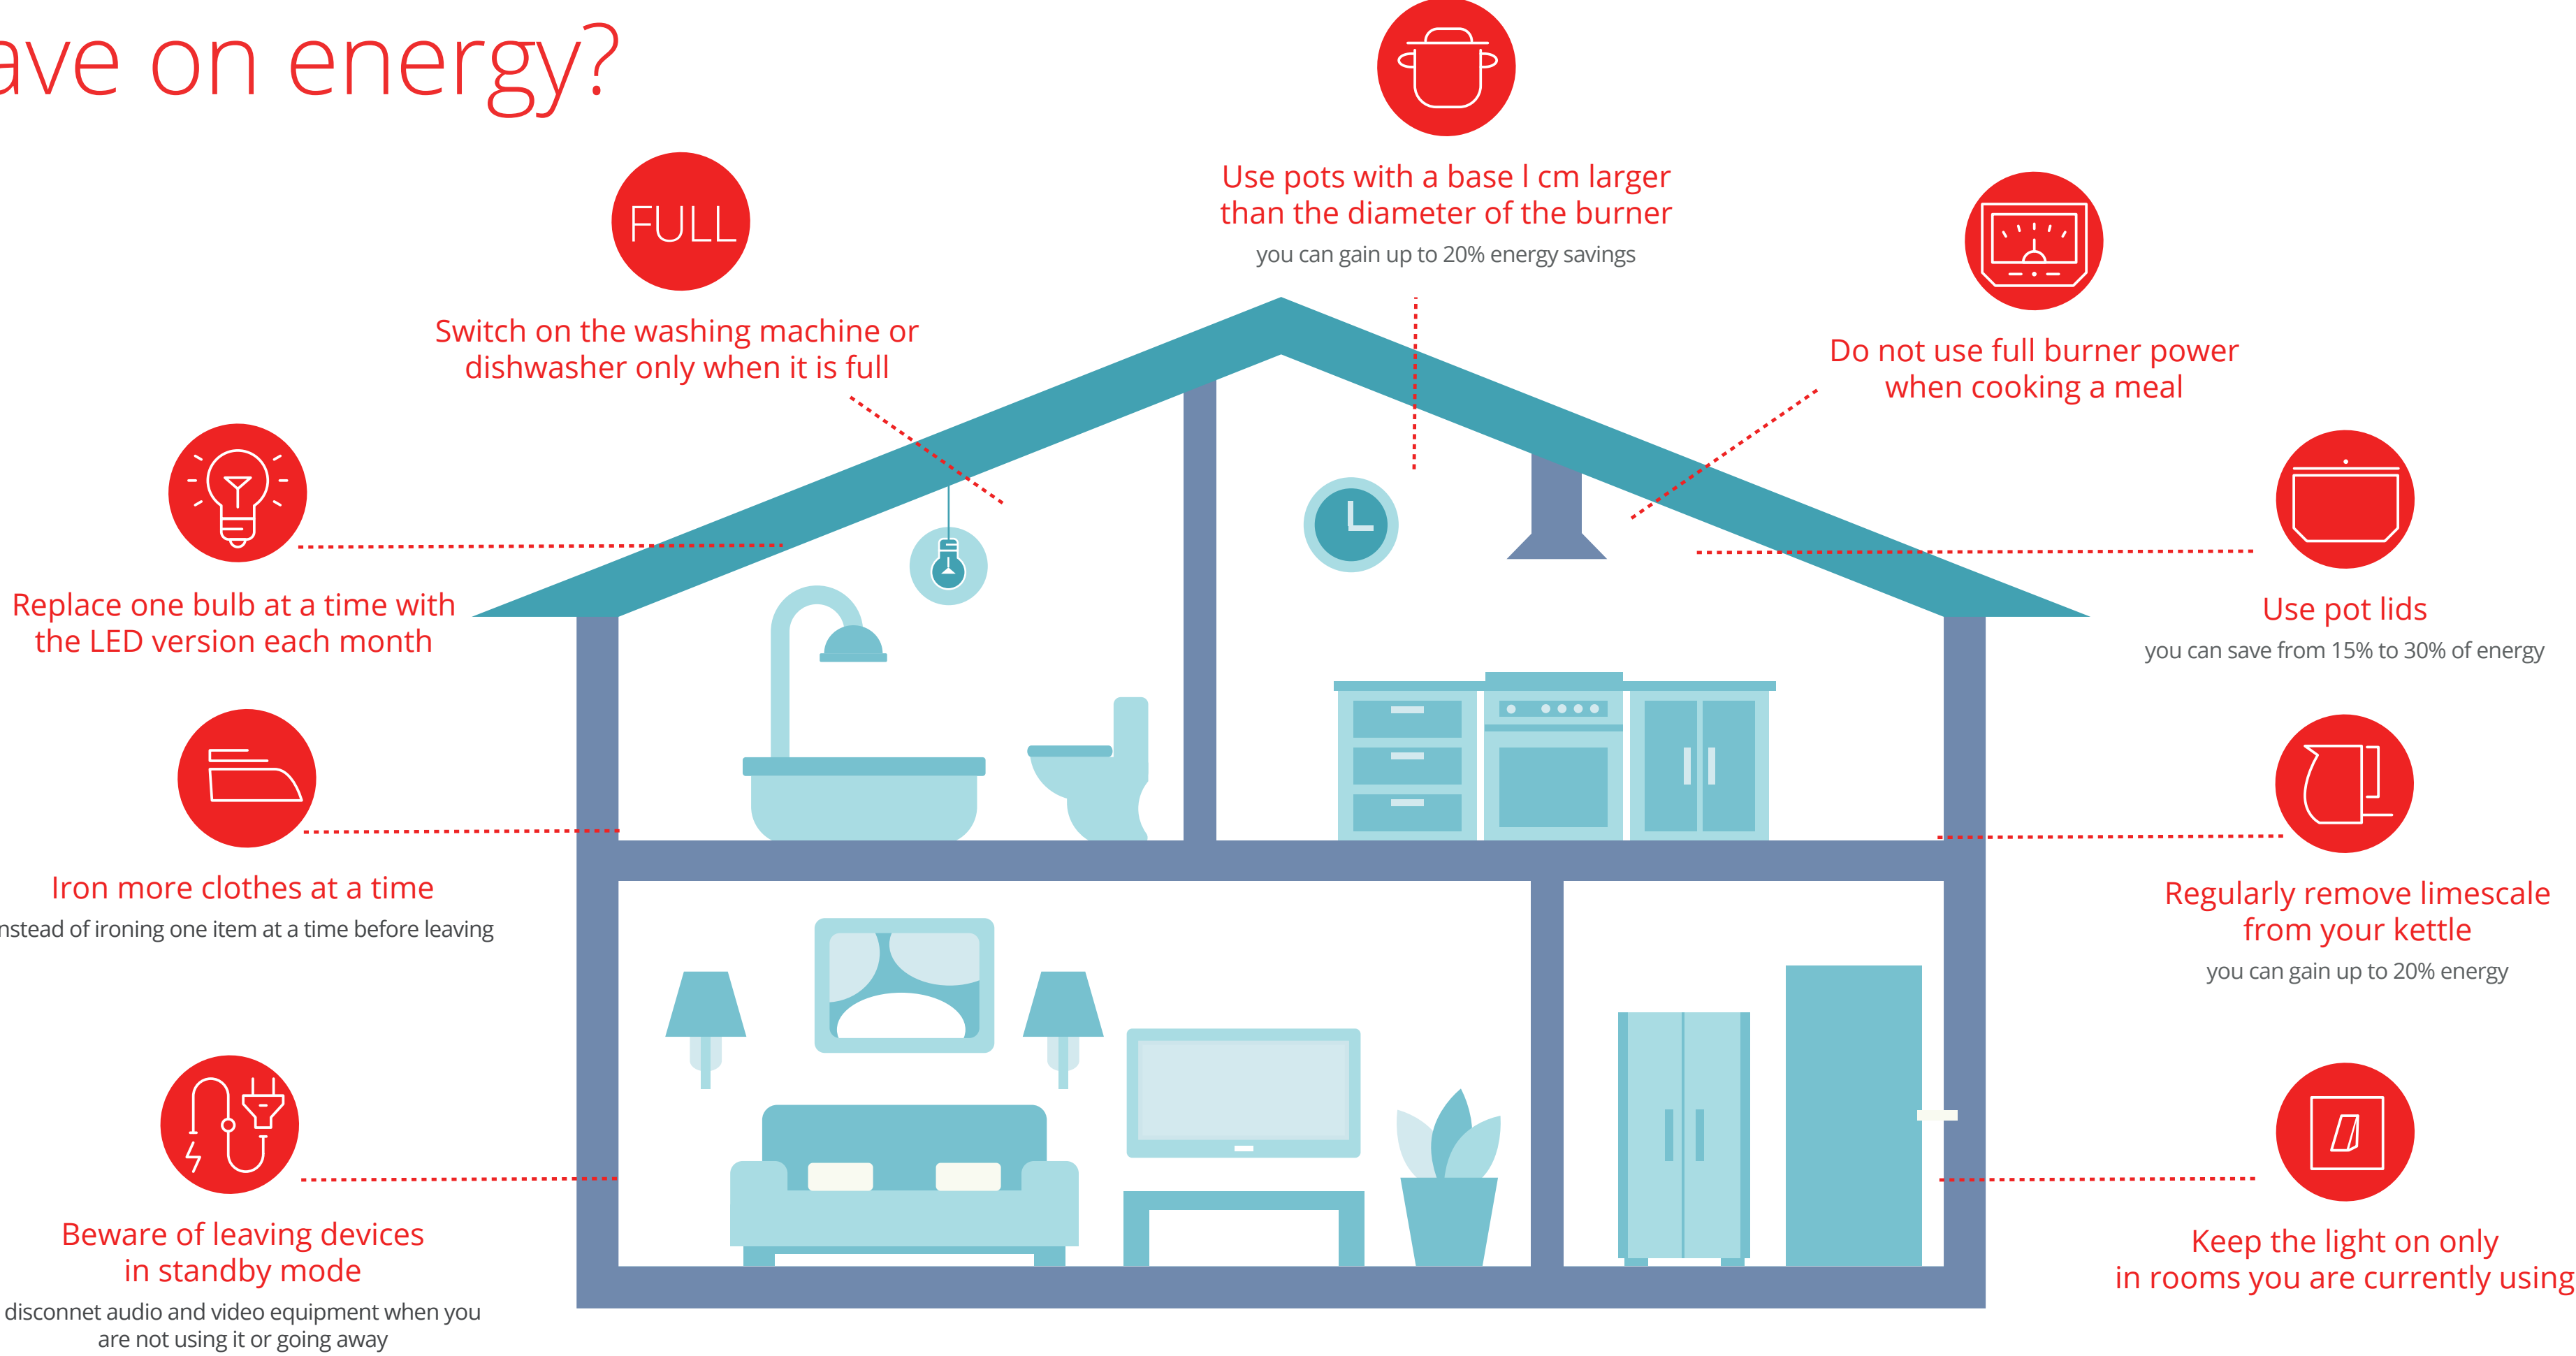 ave on energy?
FULL
Switch on the washing machine or
dishwasher only when it is full
Use pots with a base l cm larger
than the diameter of the burner
you can gain up to 20% energy savings
Do not use full burner power
when cooking a meal
Replace one bulb at a time with
the LED version each month
Use pot lids
you can save from 15% to 30% of energy
Iron more clothes at a time
nstead of ironing one item at a time before leaving
Regularly remove limescale
from your kettle
you can gain up to 20% energy
Beware of leaving devices
in standby mode
disconnet audio and video equipment when you
are not using it or going away
Keep the light on only
in rooms you are currently using